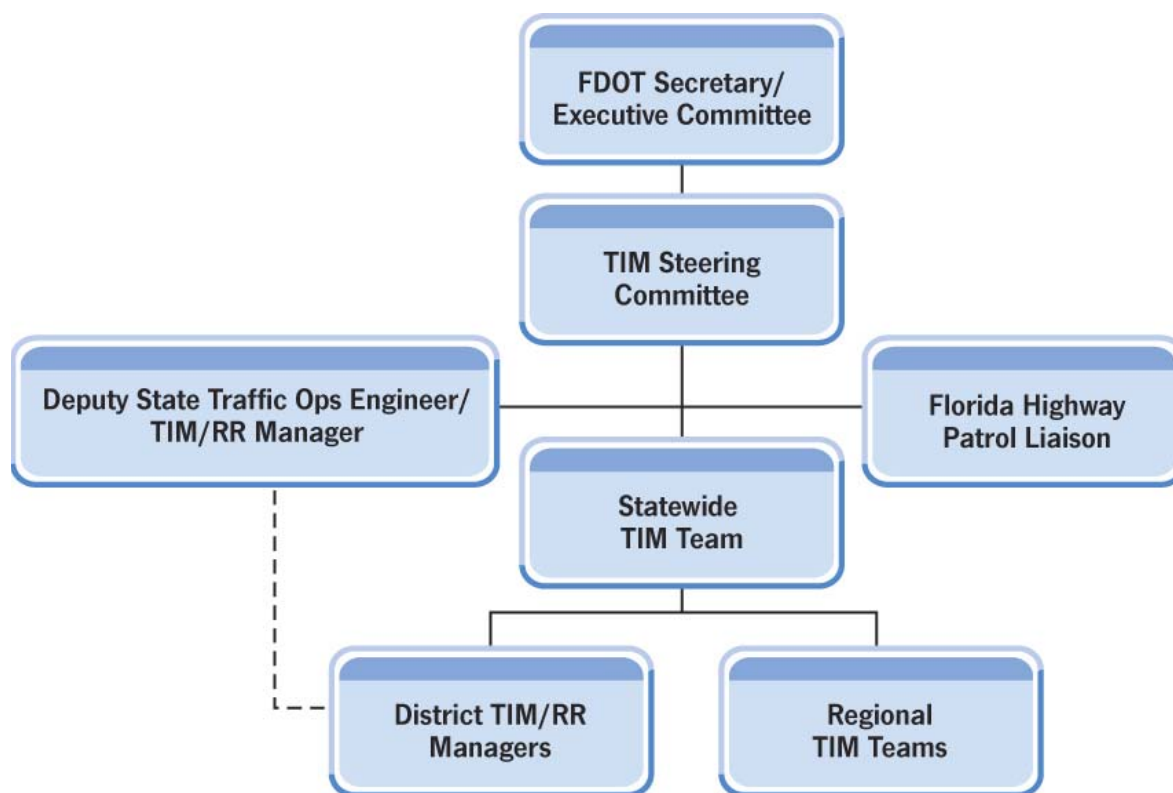 FDOT Secretary/
Executive Committee
TIM Steering
Committee
Deputy State Traffic Ops Engineer/
TIM/RR Manager
Florida Highway
Patrol Liaison
Statewide
TIM Team
District TIM/RR
Managers
Regional
TIM Teams